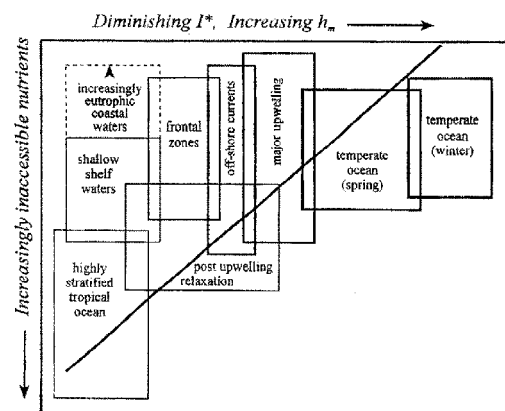 Diminishing I*, Increasing hm
Increasingly inaccessible nutrients
increasingly
eutrophic
coastal
waters
shallow
shelf
waters
highly
stratified
tropical
ocean
frontal
zones
off-shore currents
major upwelling
post upwelling
relaxation
temperate
ocean
(spring)
temperate
ocean
(winter)